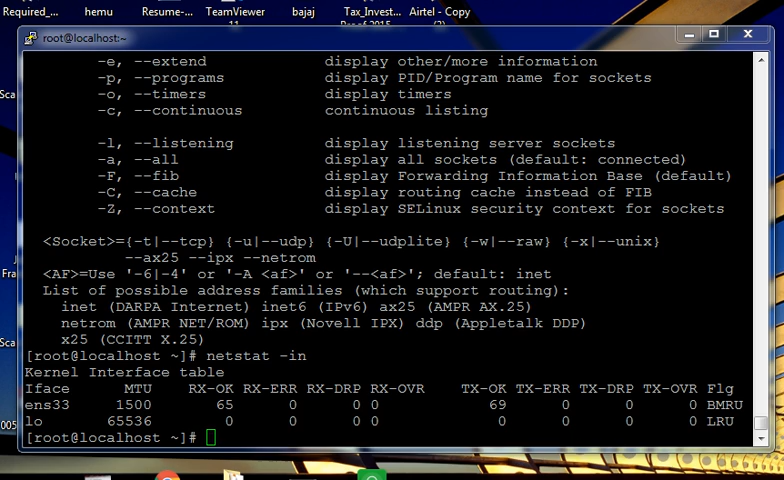 Required_... hemu Resume-... TeamViewer bajaj Tax_Invest... Airtel - Copy
11 Proof 2015... (2)
root@localhost:~
-e, --extend display other/more information
-p, --programs display PID/Program name for sockets
-o, --timers display timers
-c, --continuous continuous listing
-l, --listening display listening server sockets
-a, --all display all sockets (default: connected)
-F, --fib display Forwarding Information Base (default)
-C, --cache display routing cache instead of FIB
-Z, --context display SELinux security context for sockets
<Socket>={-t|--tcp} {-u|--udp} {-U|--udplite} {-w|--raw} {-x|--unix}
--ax25 --ipx --netrom
<AF>=Use '-6|-4' or '-A <af>' or '--<af>'; default: inet
List of possible address families (which support routing):
inet (DARPA Internet) inet6 (IPv6) ax25 (AMPR AX.25)
netrom (AMPR NET/ROM) ipx (Novell IPX) ddp (Appletalk DDP)
x25 (CCITT X.25)
[root@localhost ~]# netstat -in
Kernel Interface table
Iface MTU RX-OK RX-ERR RX-DRP RX-OVR TX-OK TX-ERR TX-DRP TX-OVR Flg
ens33 1500 65 0 0 0 69 0 0 0 BMRU
lo 65536 0 0 0 0 0 0 0 0 LRU
[root@localhost ~]#
Sca
Fra
Sca
005